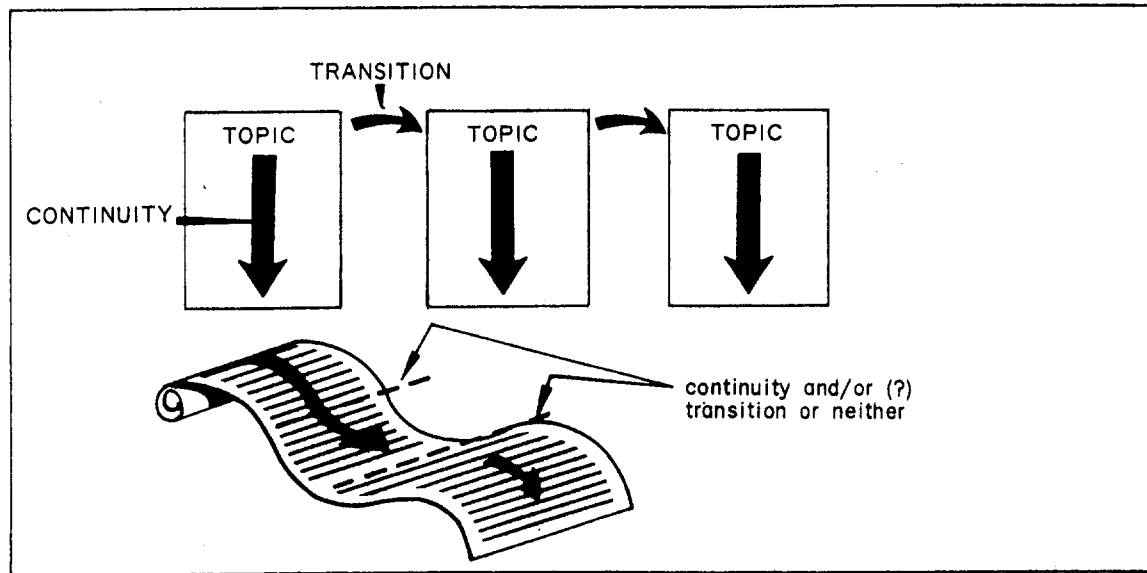 TRANSITION
TOPIC
TOPIC
TOPIC
CONTINUITY
continuity and/or (?)
transition or neither